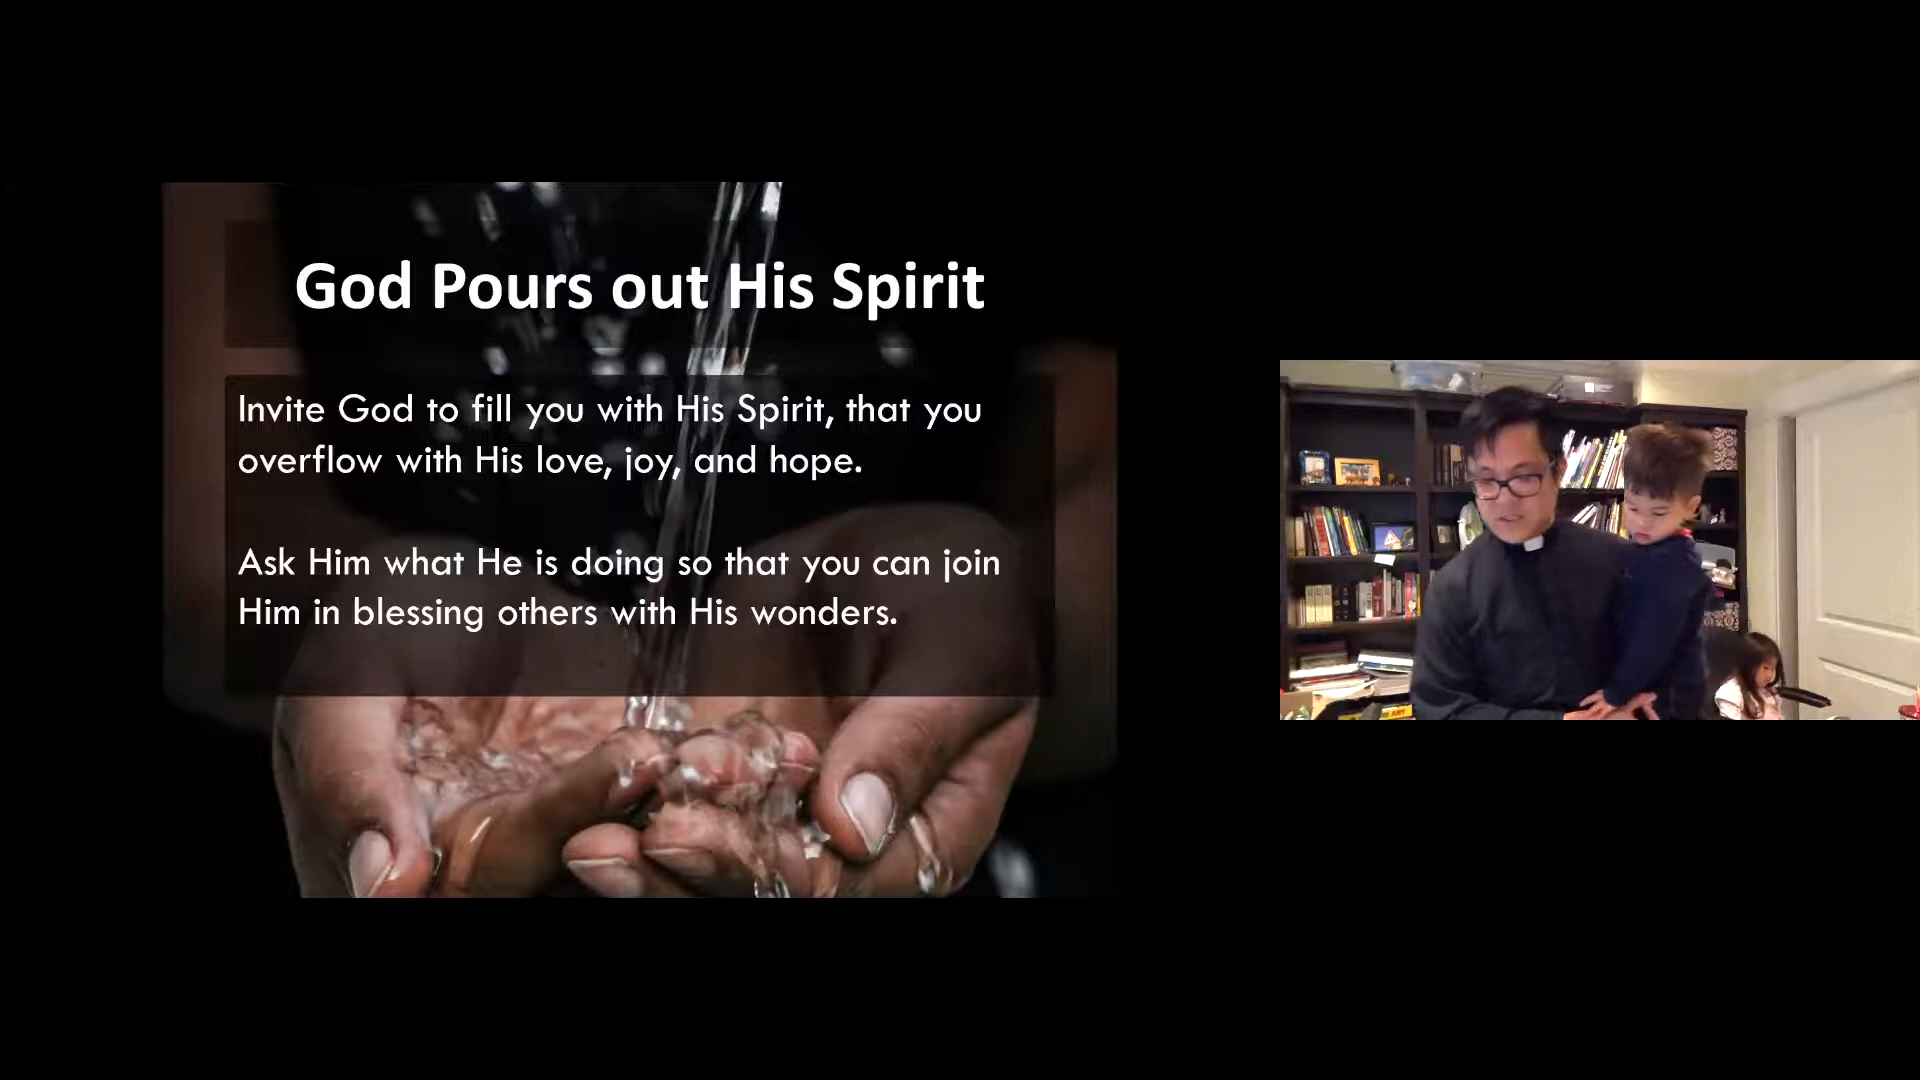 God Pours out His Spirit
Invite God to fill you with His Spirit, that you
overflow with His love, joy, and hope.
Ask Him what He is doing so that you can join
Him in blessing others with His wonders.